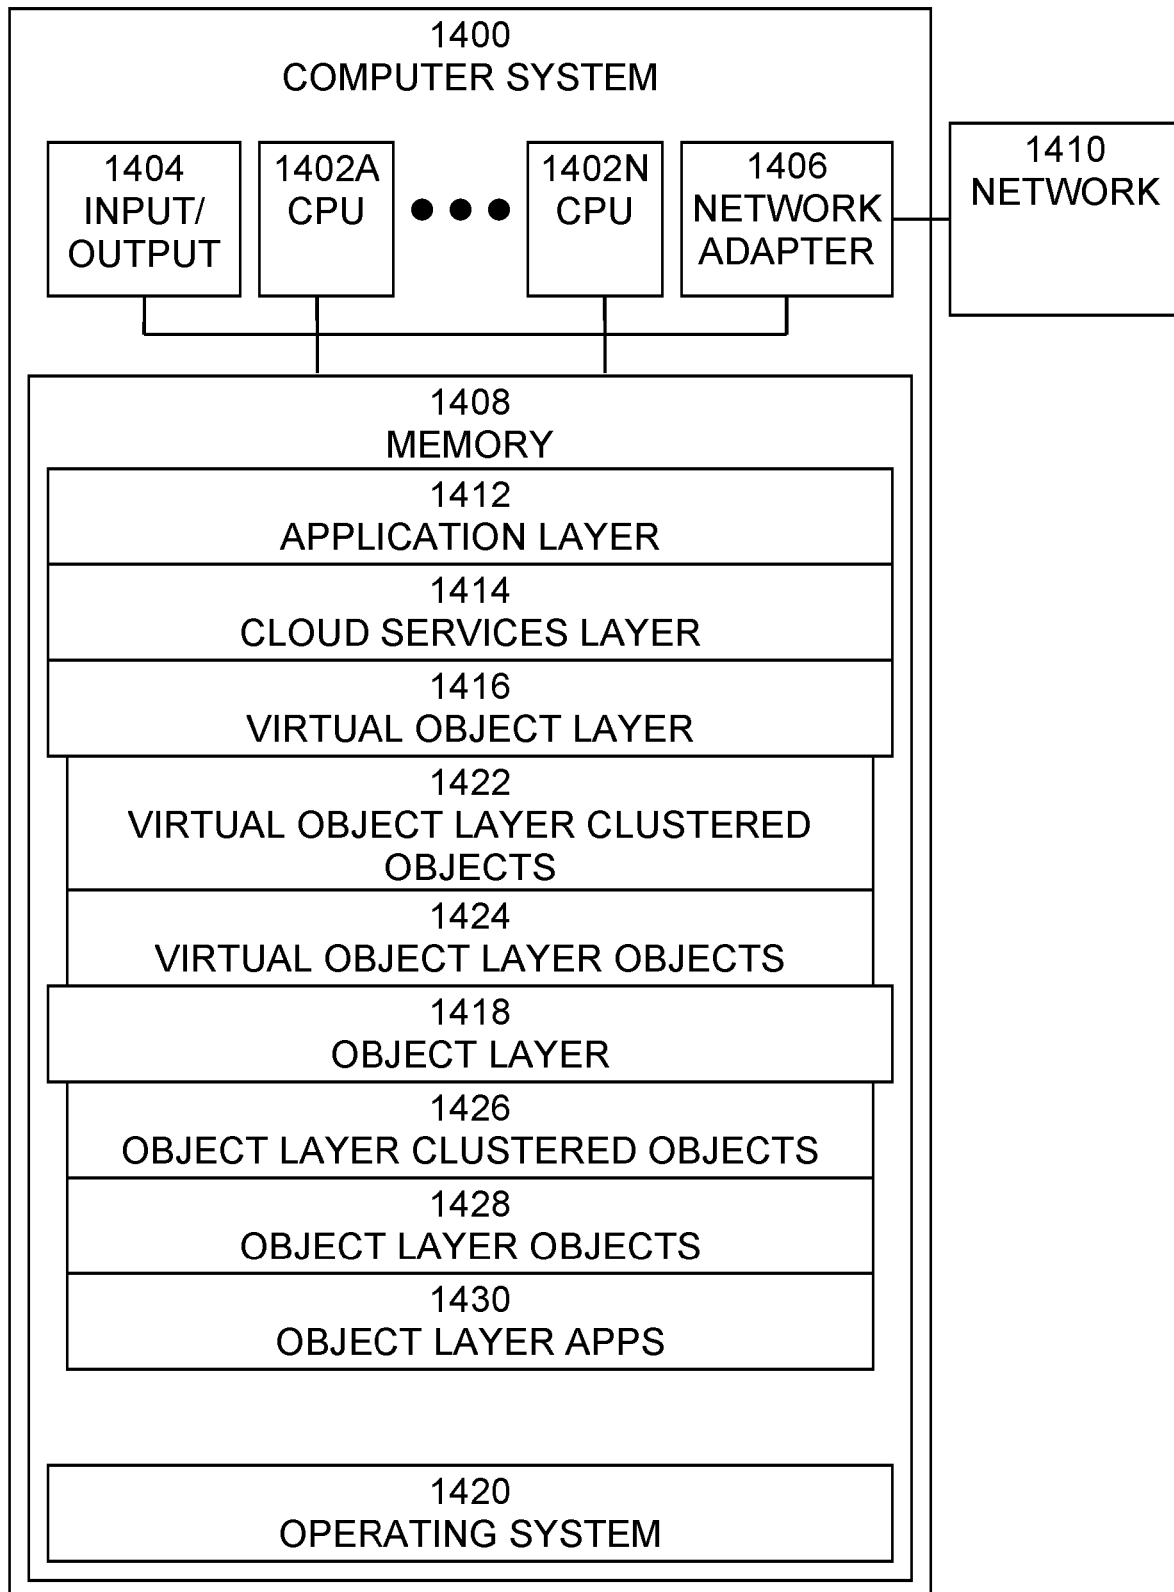 1400
COMPUTER SYSTEM
1404
INPUT/
OUTPUT
1402A
CPU
1402N
CPU
1406
NETWORK
ADAPTER
1410
NETWORK
1408
MEMORY
1412
APPLICATION LAYER
1414
CLOUD SERVICES LAYER
1416
VIRTUAL OBJECT LAYER
1422
VIRTUAL OBJECT LAYER CLUSTERED
OBJECTS
1424
VIRTUAL OBJECT LAYER OBJECTS
1418
OBJECT LAYER
1426
OBJECT LAYER CLUSTERED OBJECTS
1428
OBJECT LAYER OBJECTS
1430
OBJECT LAYER APPS
1420
OPERATING SYSTEM